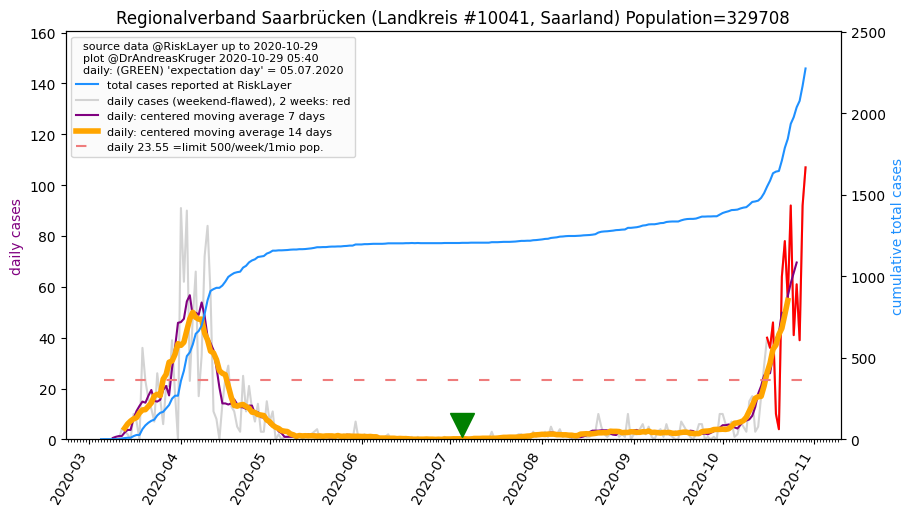 Regionalverband Saarbrücken (Landkreis #10041, Saarland) Population=329708
source data @RiskLayer up to 2020-10-29
plot @DrAndreasKruger 2020-10-29 05:40
daily: (GREEN) 'expectation day' = 05.07.2020
total cases reported at RiskLayer
daily cases (weekend-flawed), 2 weeks: red
daily: centered moving average 7 days
daily: centered moving average 14 days
daily 23.55 =limit 500/week/1mio pop.
daily cases
160
140
120
100
80
60
40
20
0
cumulative total cases
2500
2000
1500
1000
500
0
2020-03
2020-04
2020-05
2020-06
2020-07
2020-08
2020-09
2020-10
2020-11